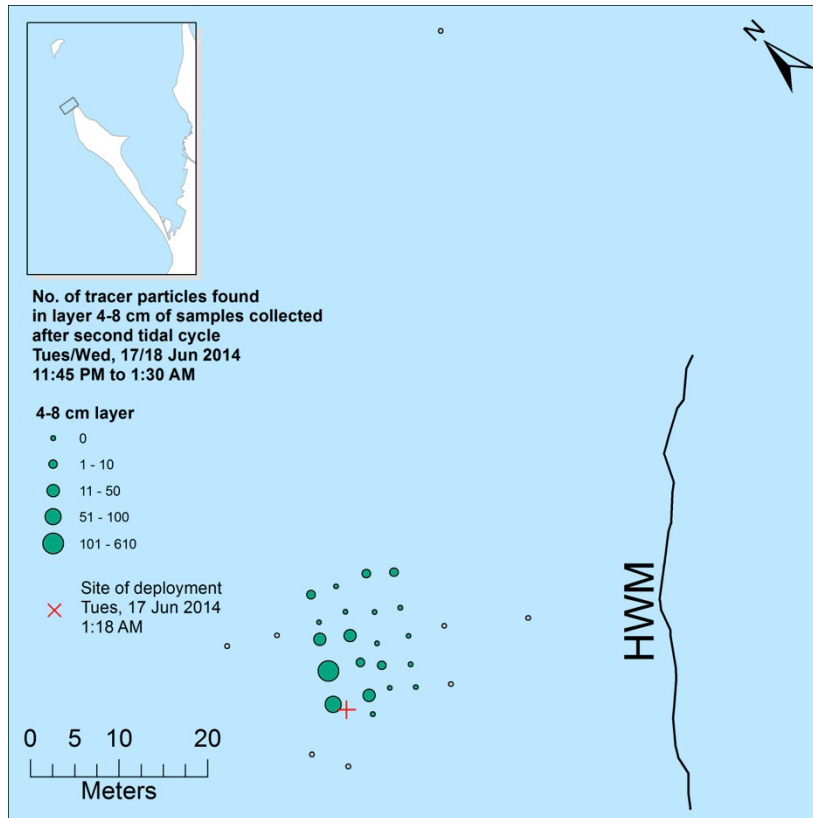 N
No. of tracer particles found
in layer 4-8 cm of samples collected
after second tidal cycle
Tues/Wed, 17/18 Jun 2014
11:45 PM to 1:30 AM
4-8 cm layer
0
1 - 10
11 - 50
51 - 100
101 - 610
Site of deployment
Tues, 17 Jun 2014
1:18 AM
HWM
0 5 10 20
Meters